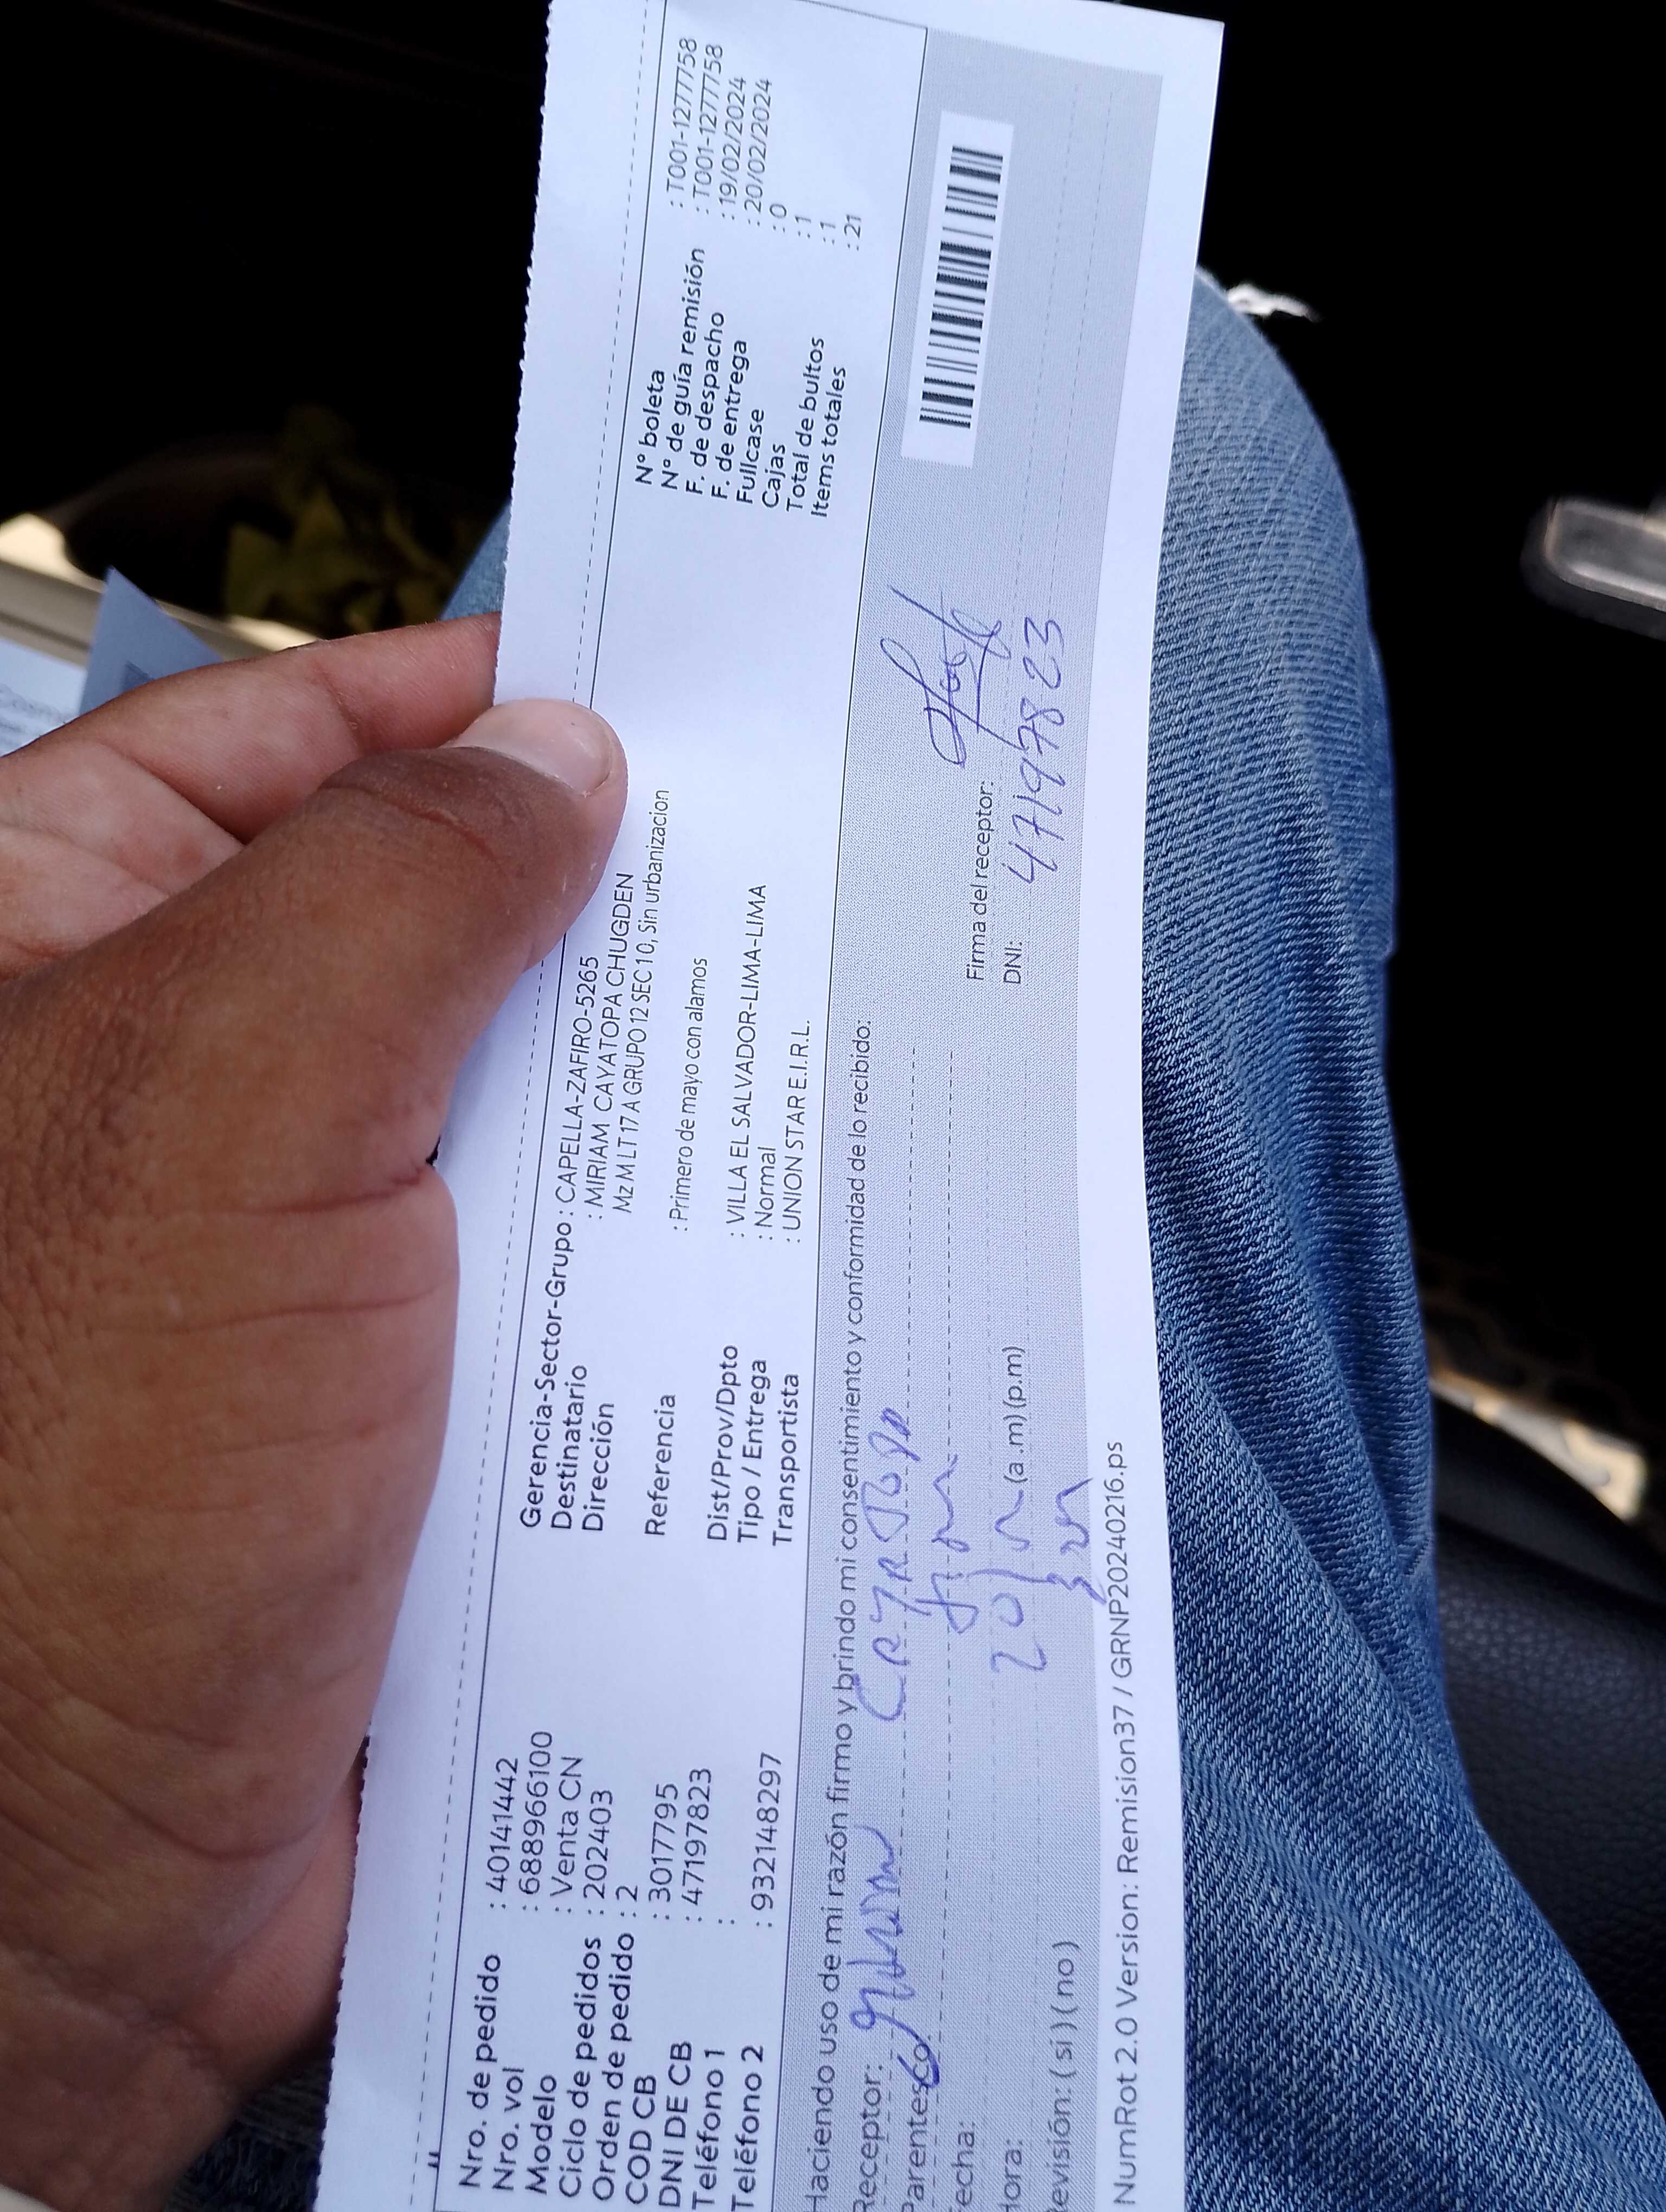 Nro. de pedido : 40141442
Nro. vol : 6889666100
Modelo : Venta CN
Ciclo de pedidos : 202403
Orden de pedido : 2
COD CB : 3017795
DNI DE CB : 47197823
Teléfono 1 :
Teléfono 2 : 932148297
Gerencia-Sector-Grupo : CAPELLA-ZAFIRO-5265
Destinatario : MIRIAM CAYATOPA CHUGDEN
Dirección MZ M LT 17 A GRUPO 12 SEC 10, Sin urbanizacion
Referencia : Primero de mayo con alamos
Dist/Prov/Dpto : VILLA EL SALVADOR-LIMA-LIMA
Tipo / Entrega : Normal
Transportista : UNION STAR E.I.R.L.
N° boleta : T001-1277758
N° de guía remisión : T001-1277758
F. de despacho : 19/02/2024
F. de entrega : 20/02/2024
Fullcase : 0
Cajas : 1
Total de bultos : 1
Items totales : 21
Haciendo uso de mi razón firmo y brindo mi consentimiento y conformidad de lo recibido:
Receptor:
Parentesco
Fecha:
Hora: (a .m) (p.m)
Revisión: ( si ) ( no )
Firma del receptor:
DNI: 47197823
NumRot 2.0 Version: Remision37 / GRNP20240216.ps